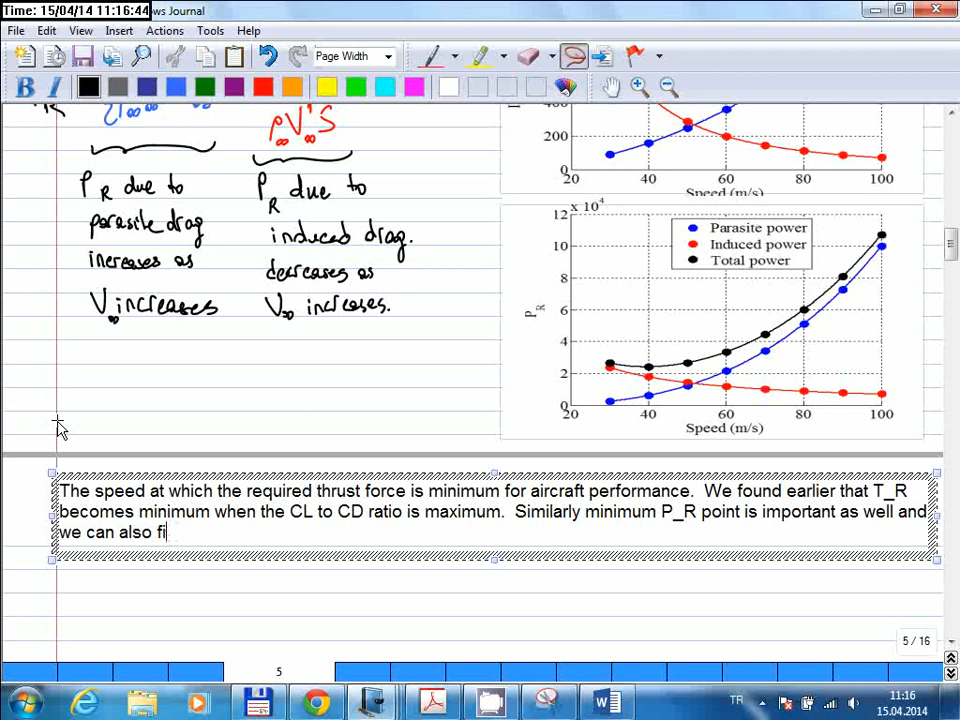 Time: 15/04/14 11:16:44 ows Journal
File Edit View Insert Actions Tools Help
Page Width
B I
R
P_R due to
parasite drag
increases as
V∞ increases
ρ∞ V∞ S
P_R due to
induced drag.
decreases as
V∞ increases.
400
200
0
20 40 60 80 100
Speed (m/s)
x 10^4
12
10
8
6
4
2
0
P_R
Parasite power
Induced power
Total power
20 40 60 80 100
Speed (m/s)
The speed at which the required thrust force is minimum for aircraft performance. We found earlier that T_R
becomes minimum when the CL to CD ratio is maximum. Similarly minimum P_R point is important as well and
we can also fi
5 / 16
5
TR
11:16
15.04.2014